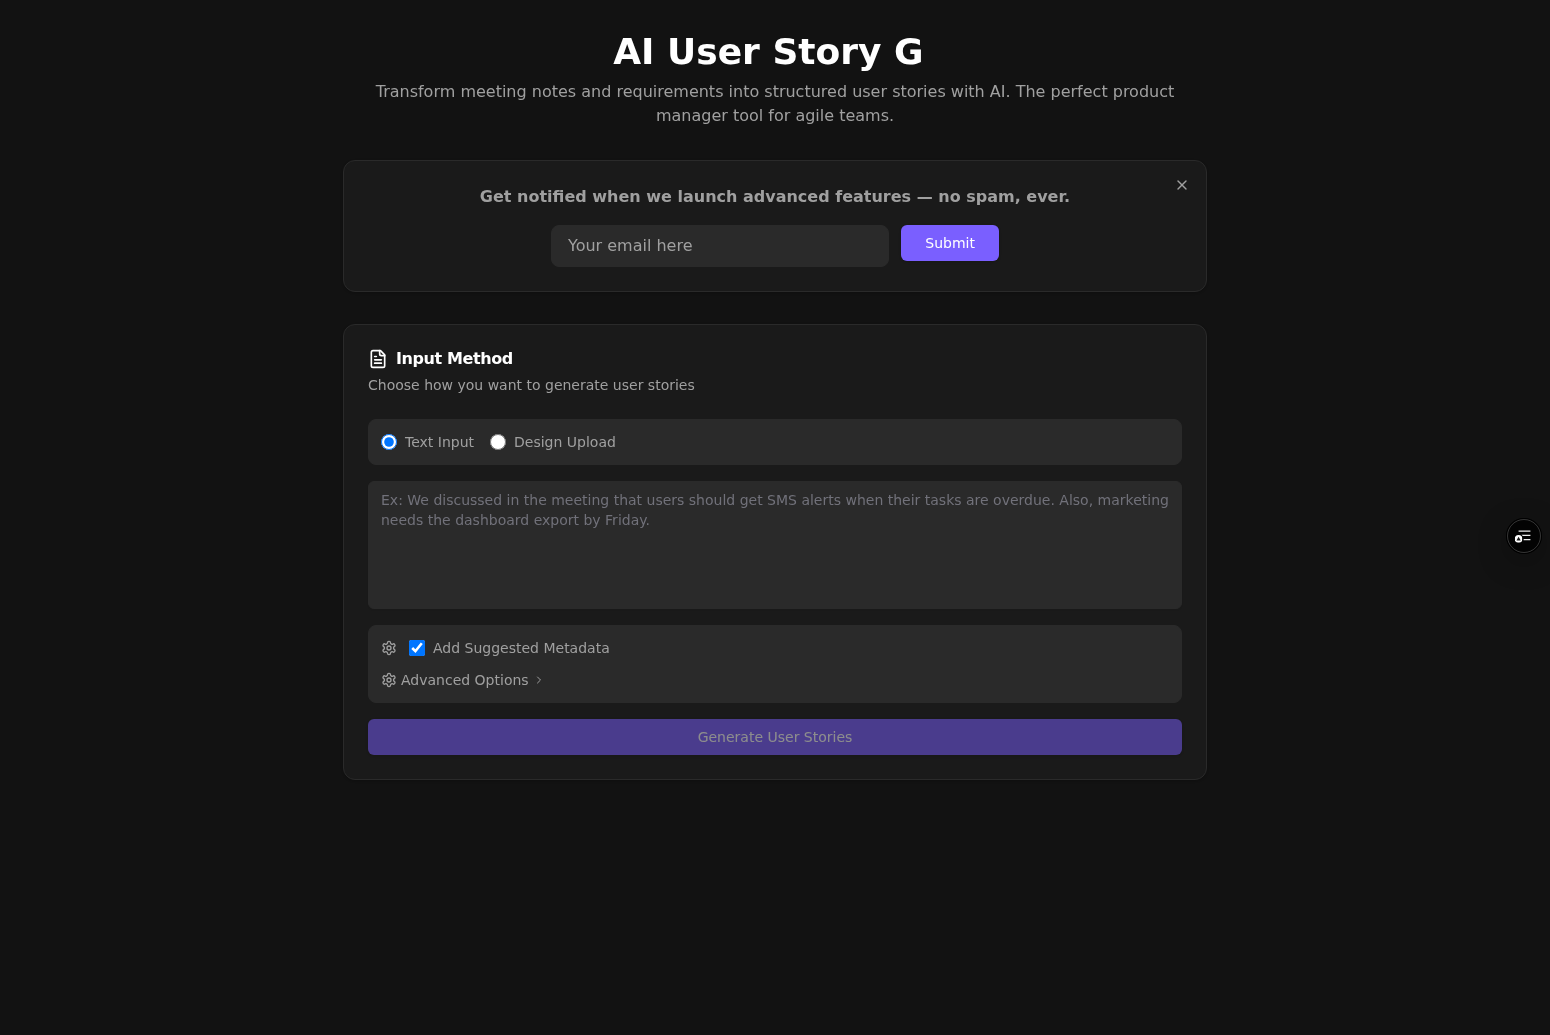 AI User Story G
Transform meeting notes and requirements into structured user stories with AI. The perfect product
manager tool for agile teams.
Get notified when we launch advanced features — no spam, ever.
Your email here
Submit
Input Method
Choose how you want to generate user stories
Text Input
Design Upload
Ex: We discussed in the meeting that users should get SMS alerts when their tasks are overdue. Also, marketing
needs the dashboard export by Friday.
Add Suggested Metadata
Advanced Options
Generate User Stories